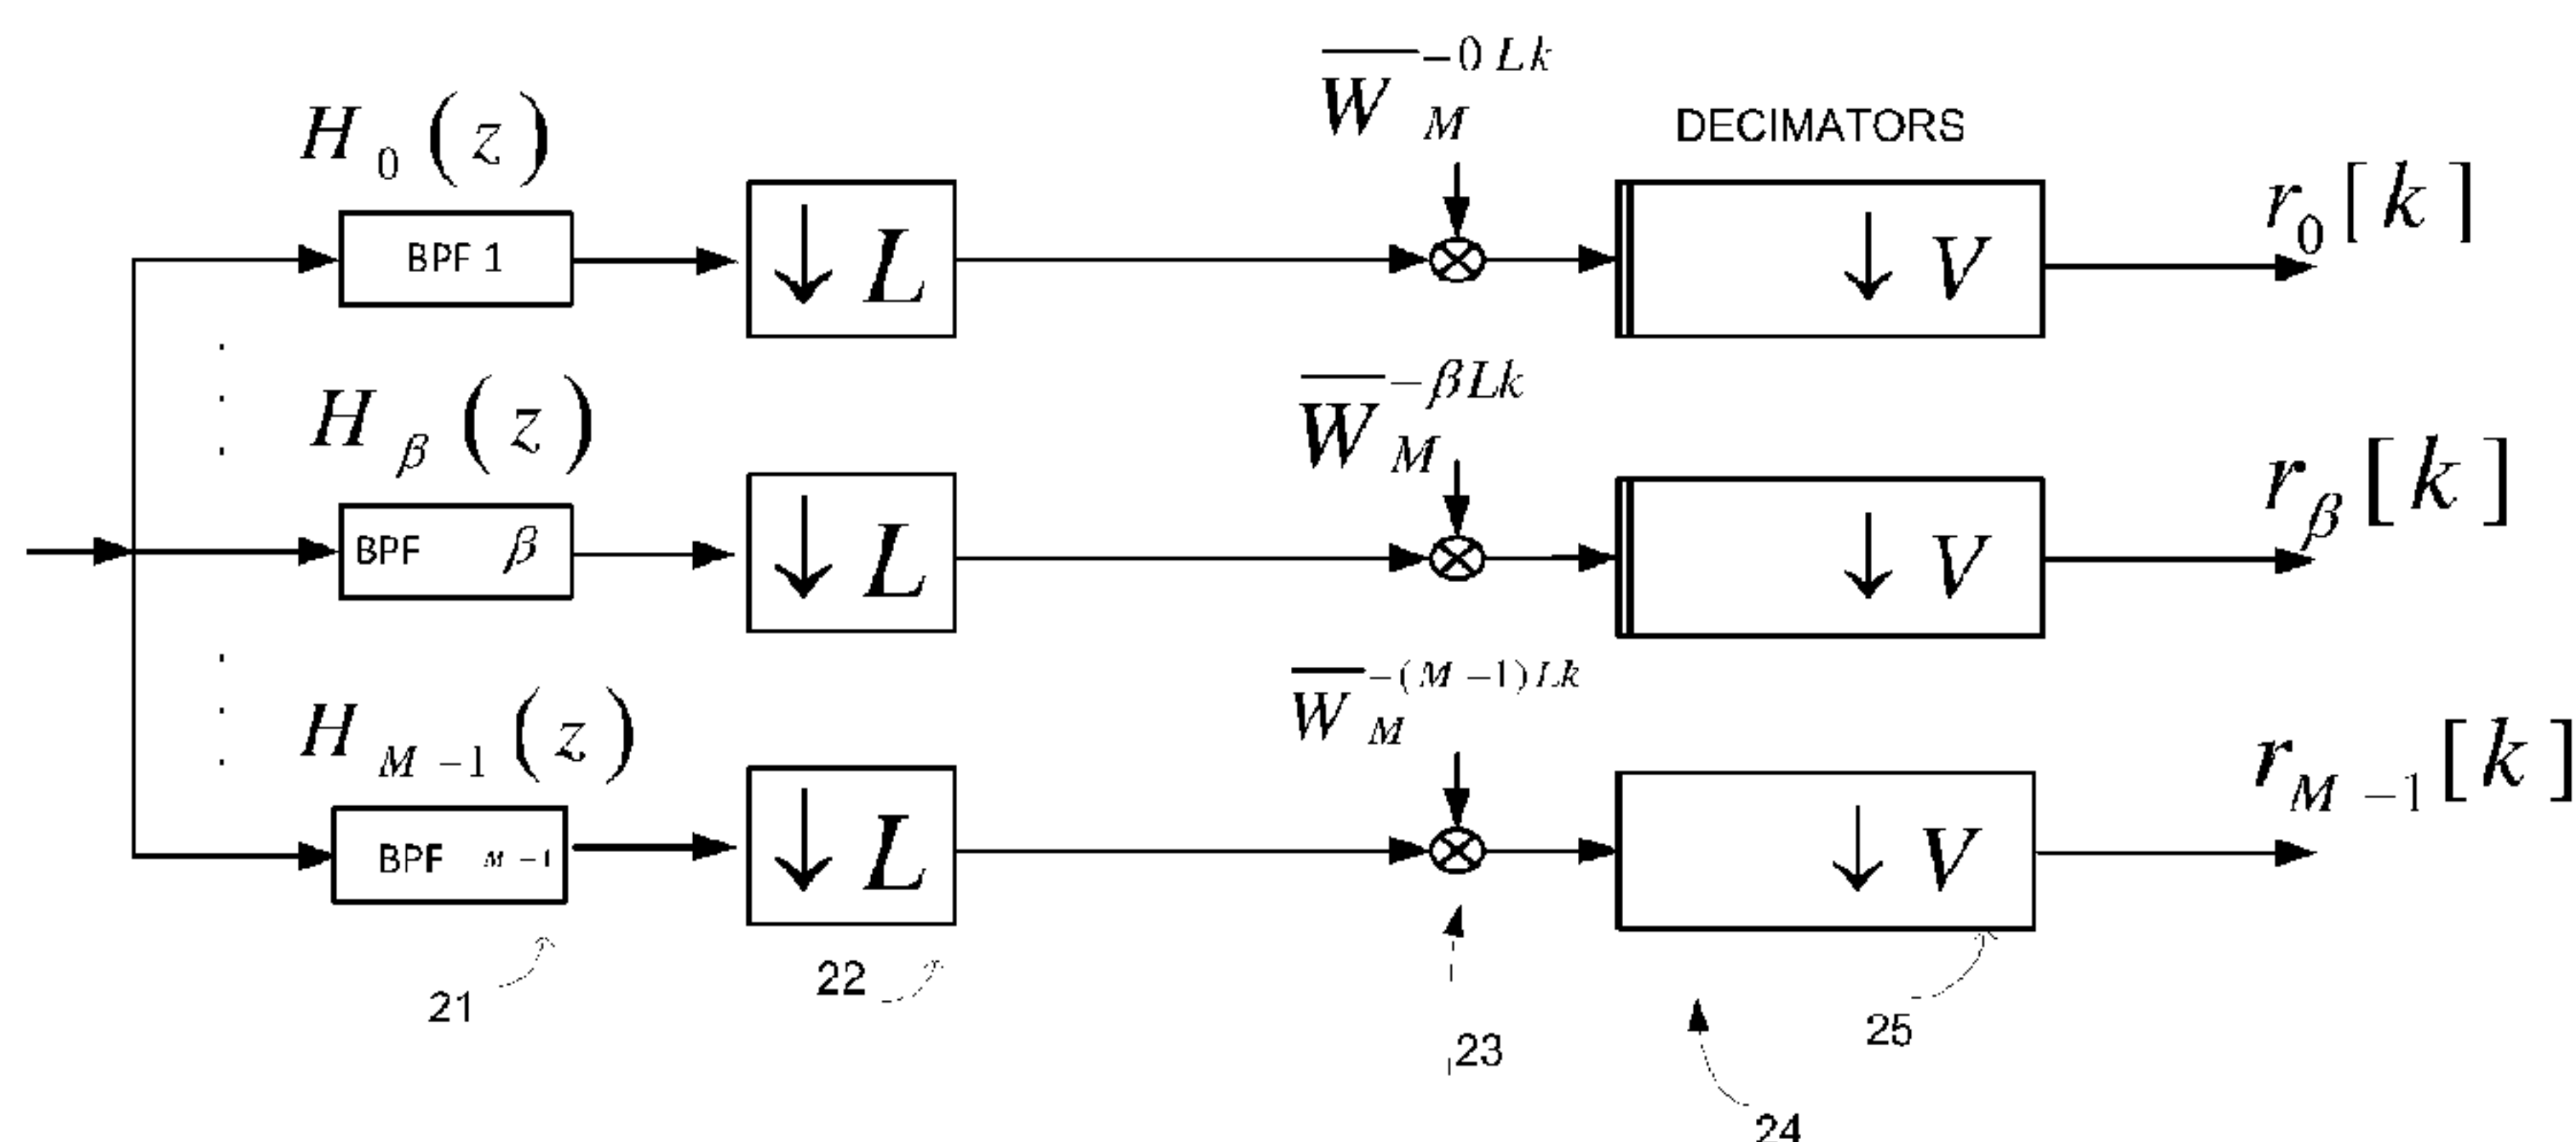 W̅_M^{-0Lk}
H_0(z)
DECIMATORS
r_0[k]
BPF 1
↓ L
↓ V
W̅_M^{-βLk}
H_β(z)
r_β[k]
BPF β
↓ L
↓ V
W̅_M^{-(M-1)Lk}
H_{M-1}(z)
r_{M-1}[k]
BPF M-1
↓ L
↓ V
21
22
23
25
24